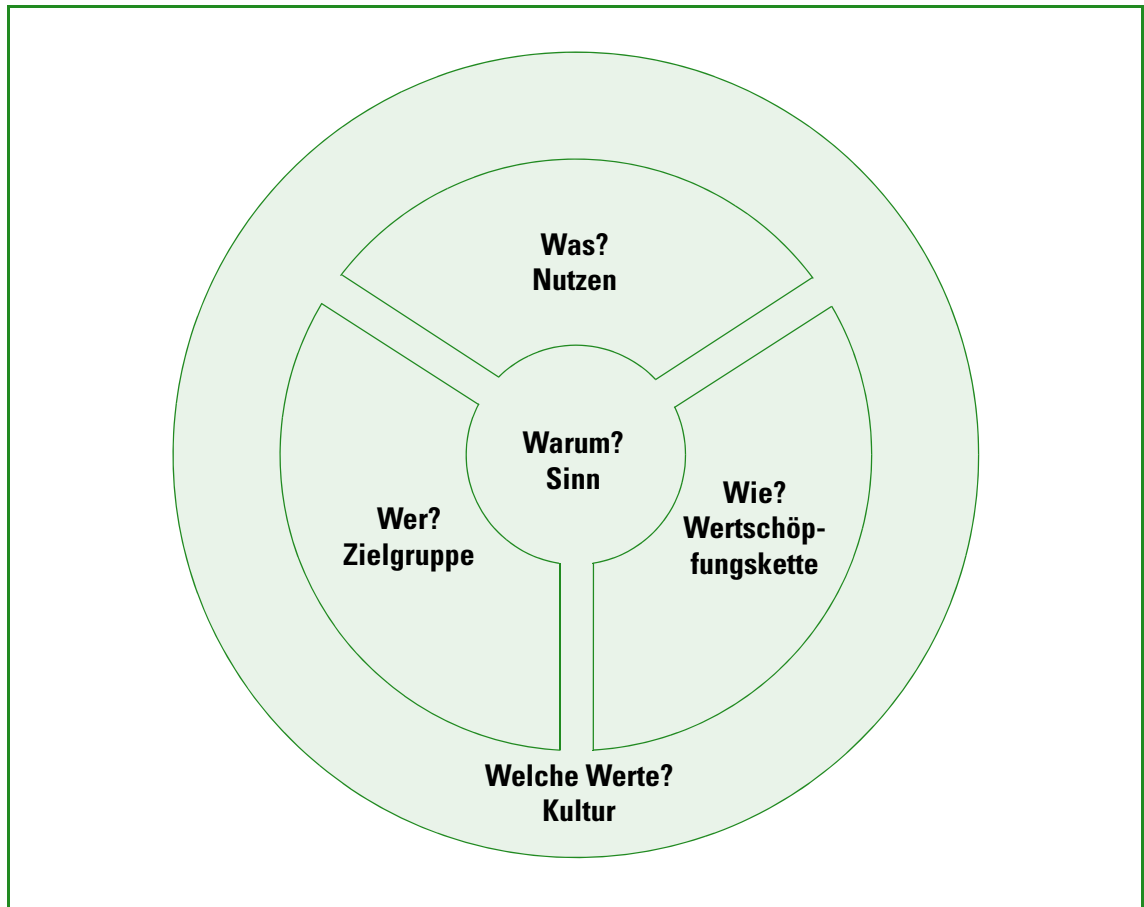 Was?
Nutzen
Warum?
Sinn
Wer?
Zielgruppe
Wie?
Wertschöp-
fungskette
Welche Werte?
Kultur